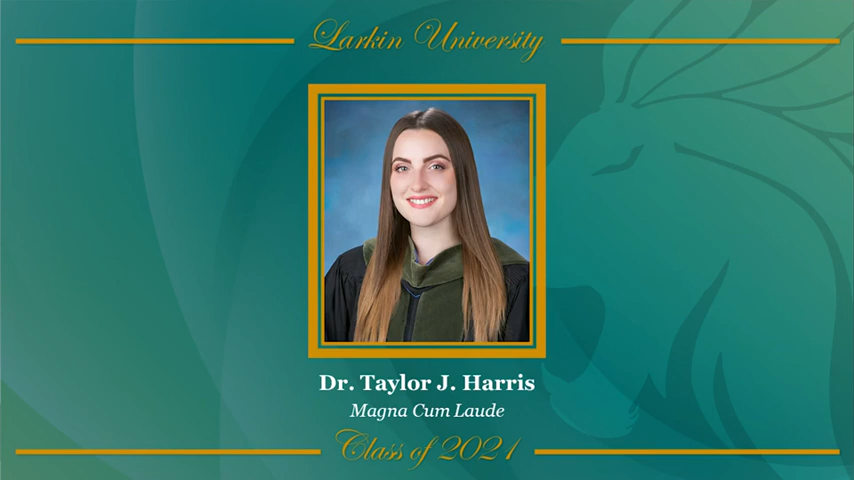 Larkin University
Dr. Taylor J. Harris
Magna Cum Laude
Class of 2021